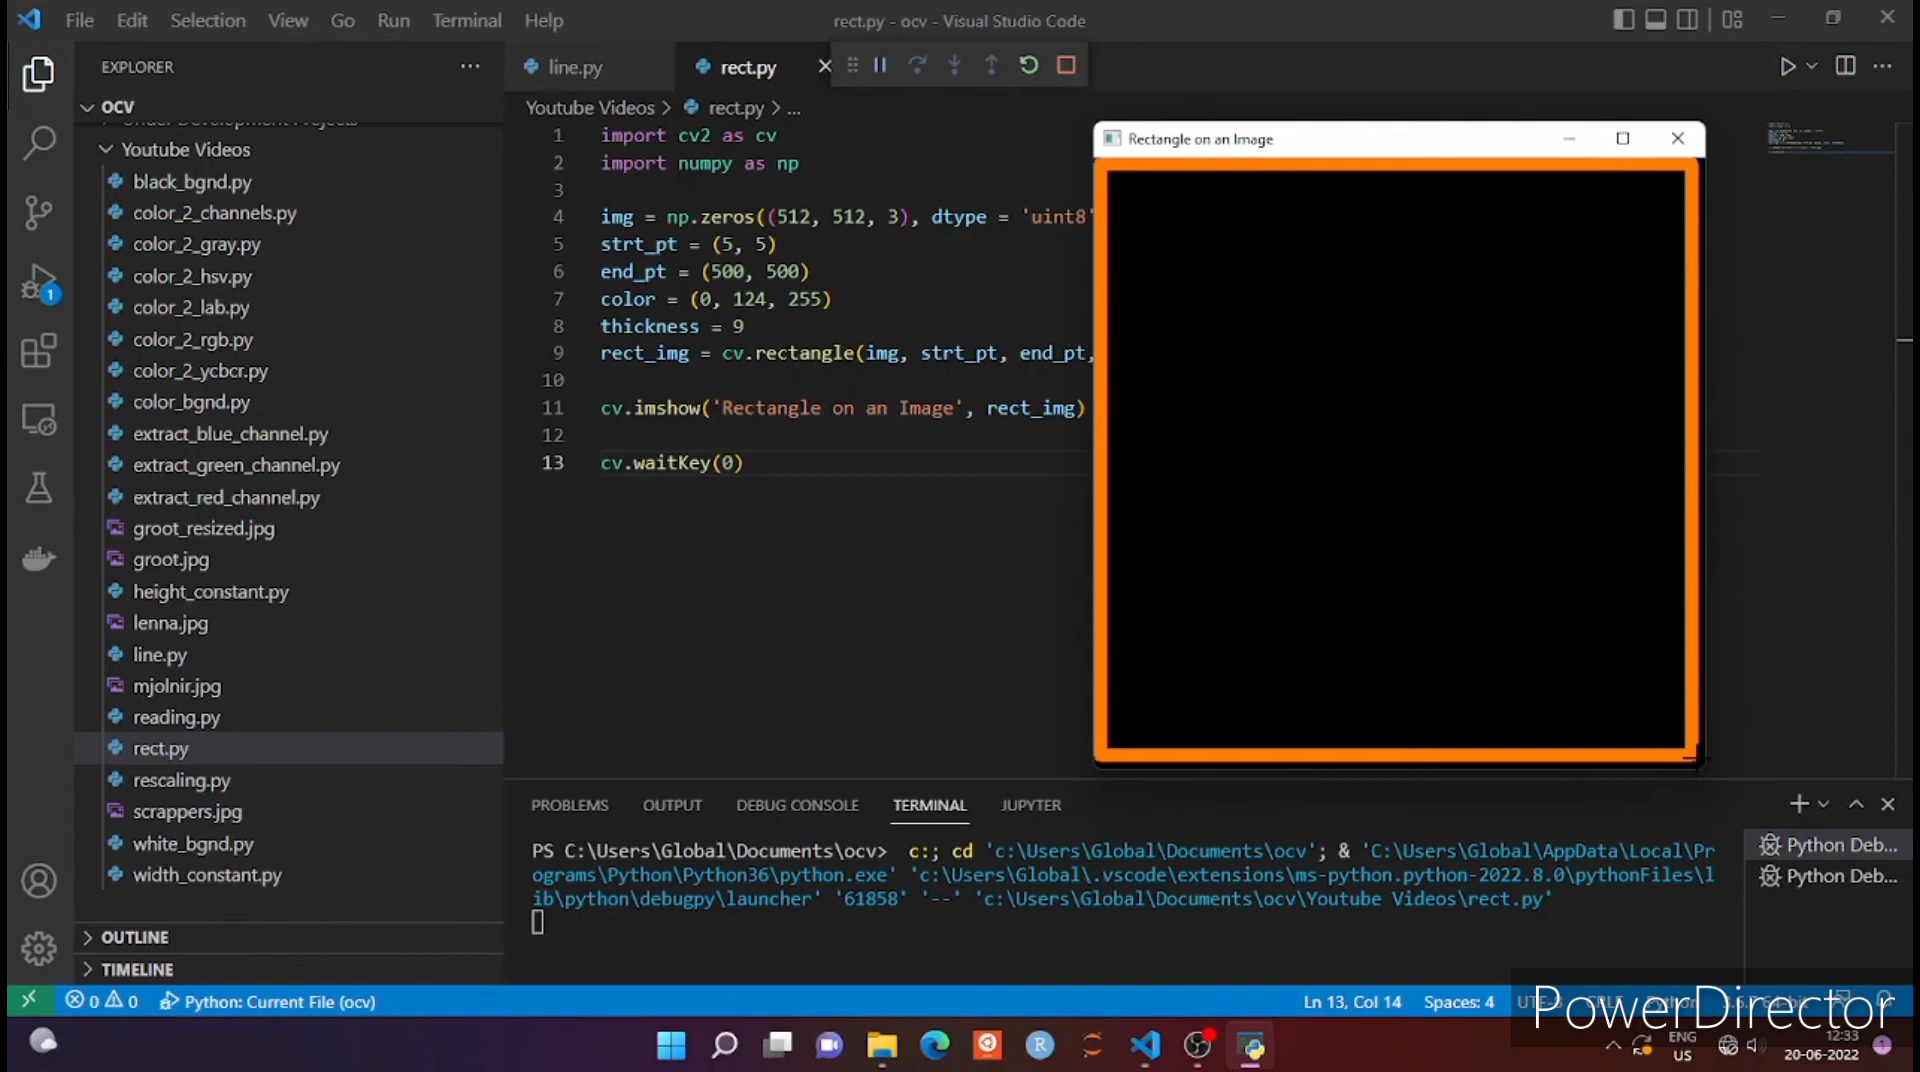 File Edit Selection View Go Run Terminal Help
rect.py - ocv - Visual Studio Code
EXPLORER
OCV
Under Development Projects
Youtube Videos
black_bgnd.py
color_2_channels.py
color_2_gray.py
color_2_hsv.py
color_2_lab.py
color_2_rgb.py
color_2_ycbcr.py
color_bgnd.py
extract_blue_channel.py
extract_green_channel.py
extract_red_channel.py
groot_resized.jpg
groot.jpg
height_constant.py
lenna.jpg
line.py
mjolnir.jpg
reading.py
rect.py
rescaling.py
scrappers.jpg
white_bgnd.py
width_constant.py
OUTLINE
TIMELINE
1
line.py rect.py
Youtube Videos > rect.py > ...
1 import cv2 as cv
2 import numpy as np
3
4 img = np.zeros((512, 512, 3), dtype = 'uint8'
5 strt_pt = (5, 5)
6 end_pt = (500, 500)
7 color = (0, 124, 255)
8 thickness = 9
9 rect_img = cv.rectangle(img, strt_pt, end_pt,
10
11 cv.imshow('Rectangle on an Image', rect_img)
12
13 cv.waitKey(0)
Rectangle on an Image
PROBLEMS OUTPUT DEBUG CONSOLE TERMINAL JUPYTER
PS C:\Users\Global\Documents\ocv> c:; cd 'c:\Users\Global\Documents\ocv'; & 'C:\Users\Global\AppData\Local\Pr
ograms\Python\Python36\python.exe' 'c:\Users\Global\.vscode\extensions\ms-python.python-2022.8.0\pythonFiles\l
ib\python\debugpy\launcher' '61858' '--' 'c:\Users\Global\Documents\ocv\Youtube Videos\rect.py'
Python Deb...
Python Deb...
0 0 Python: Current File (ocv)
Ln 13, Col 14 Spaces: 4 UTF-8 CRLF Python
PowerDirector
ENG
US
12:33
20-06-2022
1